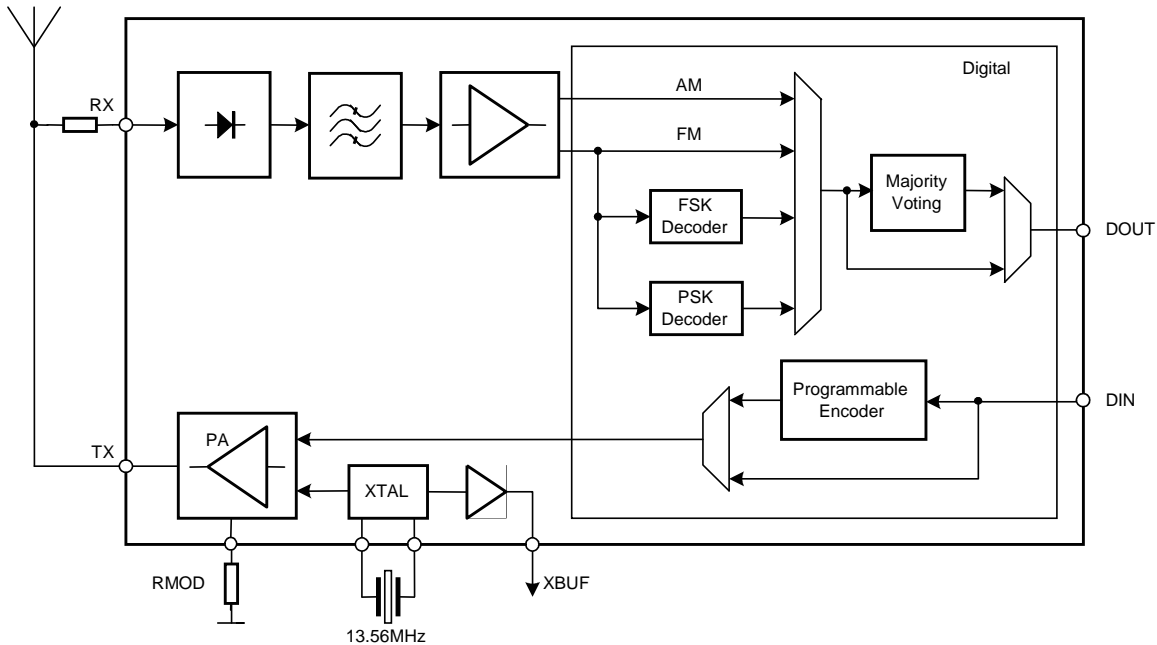 Digital
RX
AM
FM
FSK
Decoder
Majority
Voting
DOUT
PSK
Decoder
Programmable
Encoder
DIN
TX
PA
XTAL
RMOD
XBUF
13.56MHz